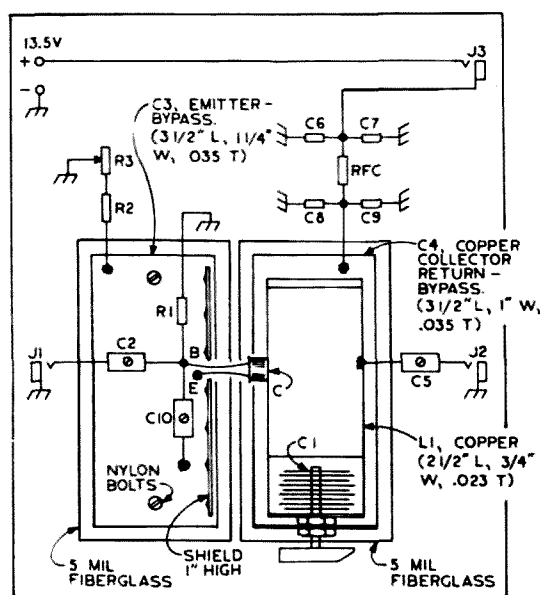 13.5V
+
-
J3
C3, EMITTER-
BYPASS.
(3 1/2" L, 1 1/4"
W, .035 T)
C6
C7
RFC
C8
C9
R3
R2
C4, COPPER
COLLECTOR
RETURN-
BYPASS.
(3 1/2" L, 1" W,
.035 T)
R1
J1
C2
B
E
C
C5
J2
C10
C1
L1, COPPER
(2 1/2" L, 3/4"
W, .023 T)
NYLON
BOLTS
5 MIL
FIBERGLASS
SHIELD
1" HIGH
5 MIL
FIBERGLASS